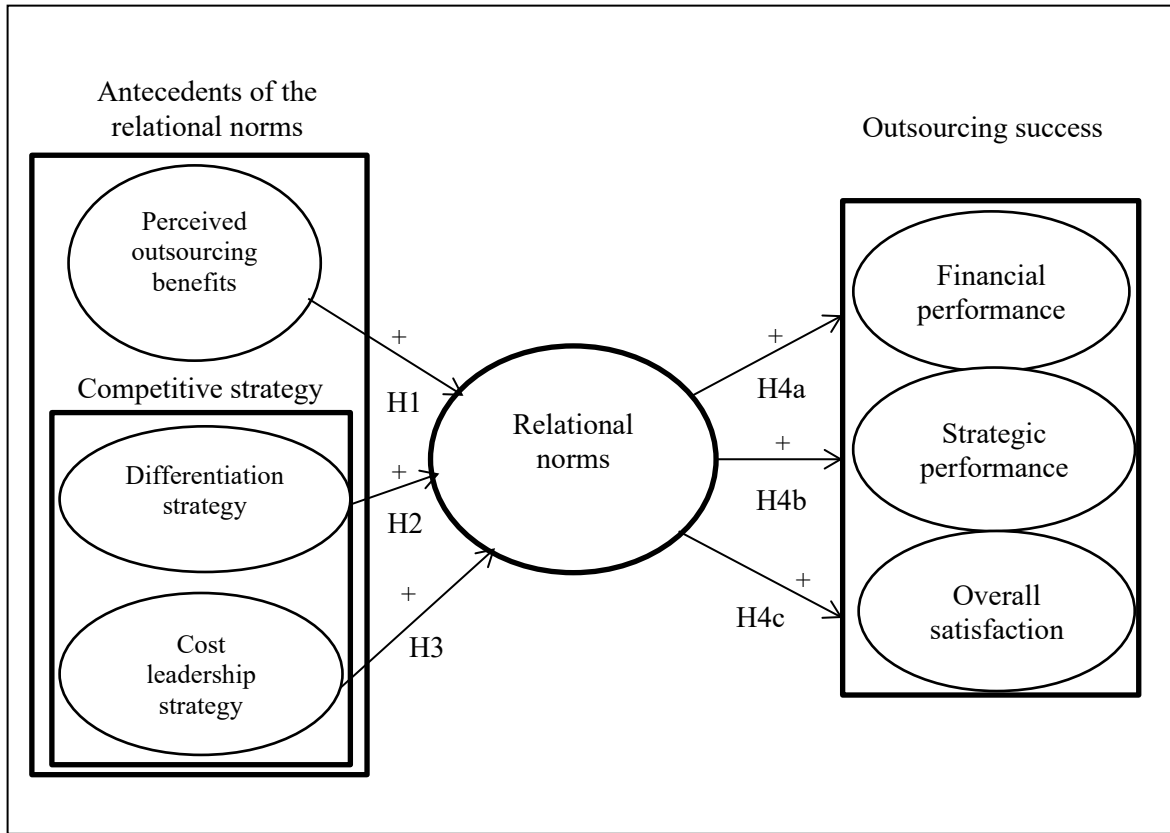 Antecedents of the
relational norms
Perceived
outsourcing
benefits
Competitive strategy
Differentiation
strategy
Cost
leadership
strategy
+
H1
+
H2
+
H3
Relational
norms
+
H4a
+
H4b
+
H4c
Outsourcing success
Financial
performance
Strategic
performance
Overall
satisfaction